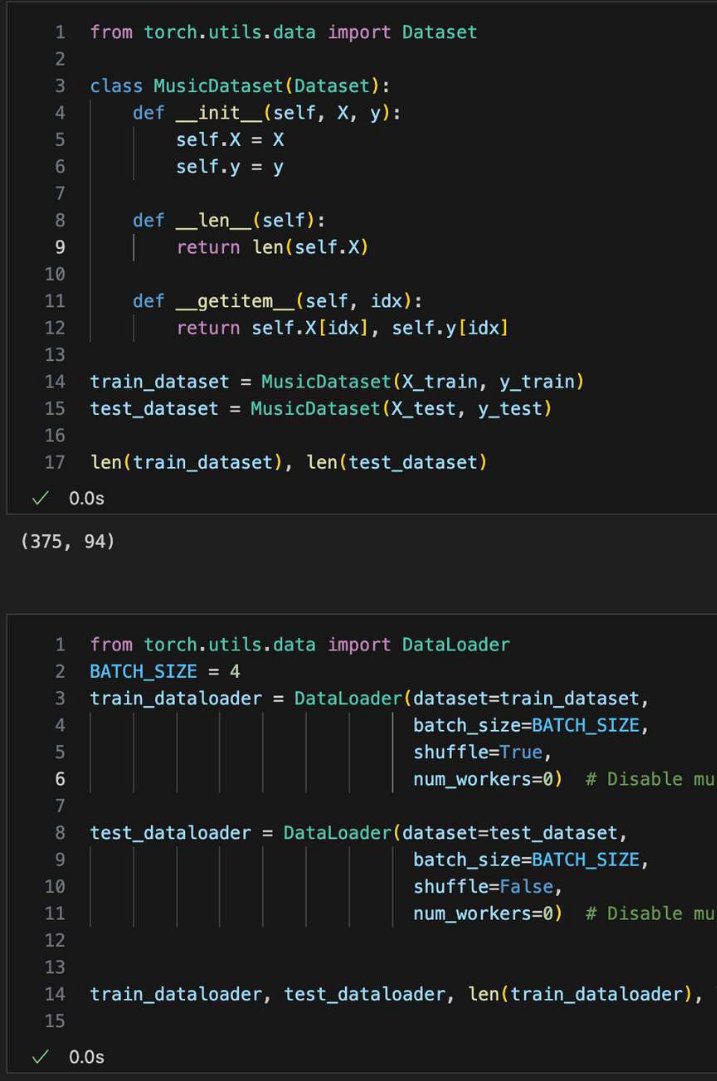 1 from torch.utils.data import Dataset
2
3 class MusicDataset(Dataset):
4     def __init__(self, X, y):
5         self.X = X
6         self.y = y
7
8     def __len__(self):
9         return len(self.X)
10
11     def __getitem__(self, idx):
12         return self.X[idx], self.y[idx]
13
14 train_dataset = MusicDataset(X_train, y_train)
15 test_dataset = MusicDataset(X_test, y_test)
16
17 len(train_dataset), len(test_dataset)
✓ 0.0s
(375, 94)
1 from torch.utils.data import DataLoader
2 BATCH_SIZE = 4
3 train_dataloader = DataLoader(dataset=train_dataset,
4                               batch_size=BATCH_SIZE,
5                               shuffle=True,
6                               num_workers=0)  # Disable mu
7
8 test_dataloader = DataLoader(dataset=test_dataset,
9                               batch_size=BATCH_SIZE,
10                              shuffle=False,
11                              num_workers=0)  # Disable mu
12
13
14 train_dataloader, test_dataloader, len(train_dataloader),
15
✓ 0.0s